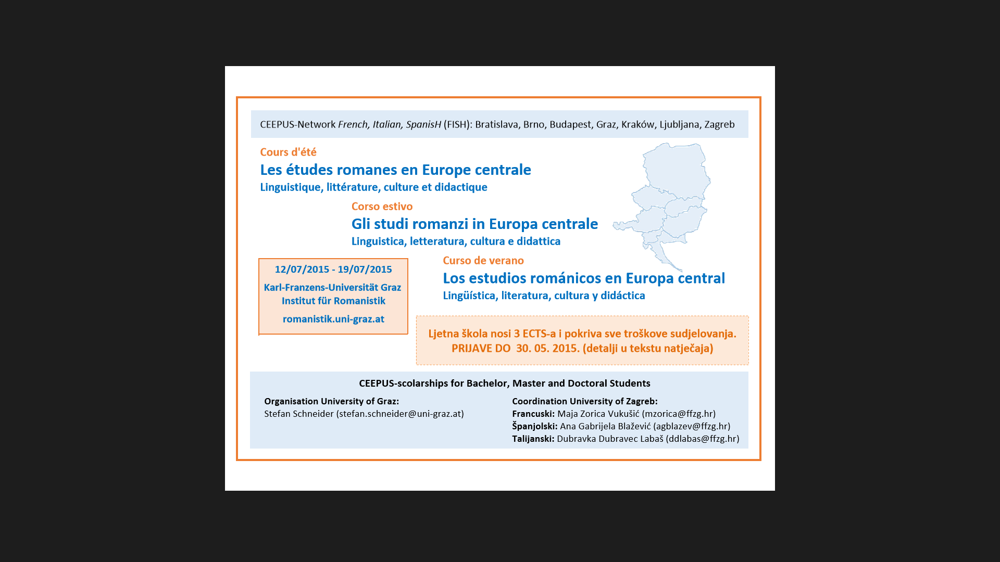 CEEPUS-Network French, Italian, SpanisH (FISH): Bratislava, Brno, Budapest, Graz, Kraków, Ljubljana, Zagreb
Cours d'été
Les études romanes en Europe centrale
Linguistique, littérature, culture et didactique
Corso estivo
Gli studi romanzi in Europa centrale
Linguistica, letteratura, cultura e didattica
Curso de verano
Los estudios románicos en Europa central
Lingüística, literatura, cultura y didáctica
12/07/2015 - 19/07/2015
Karl-Franzens-Universität Graz
Institut für Romanistik
romanistik.uni-graz.at
Ljetna škola nosi 3 ECTS-a i pokriva sve troškove sudjelovanja.
PRIJAVE DO  30. 05. 2015. (detalji u tekstu natječaja)
CEEPUS-scolarships for Bachelor, Master and Doctoral Students
Organisation University of Graz:
Stefan Schneider (stefan.schneider@uni-graz.at)
Coordination University of Zagreb:
Francuski: Maja Zorica Vukušić (mzorica@ffzg.hr)
Španjolski: Ana Gabrijela Blažević (agblazev@ffzg.hr)
Talijanski: Dubravka Dubravec Labaš (ddlabas@ffzg.hr)